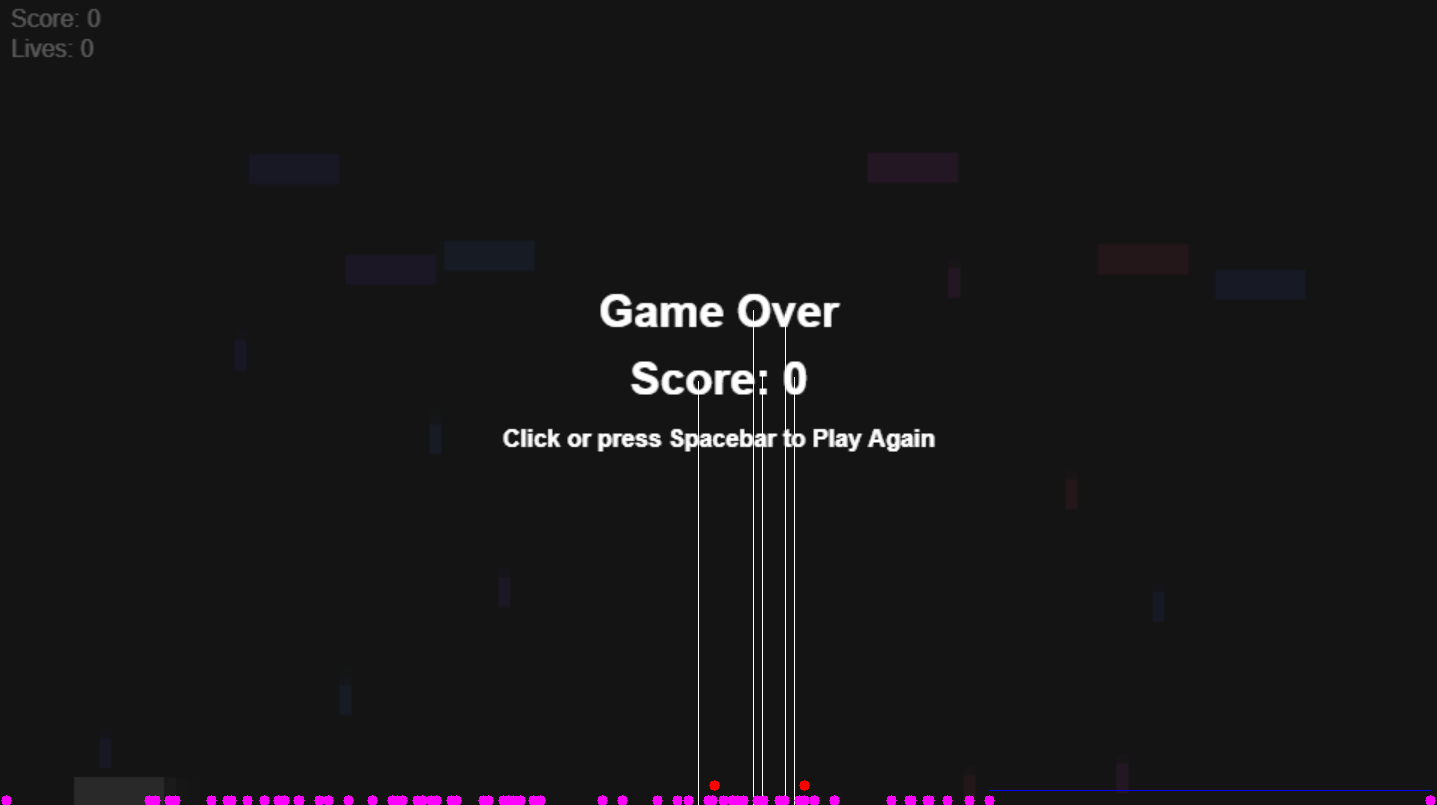 Score: 0
Lives: 0
Game Over
Score: 0
Click or press Spacebar to Play Again